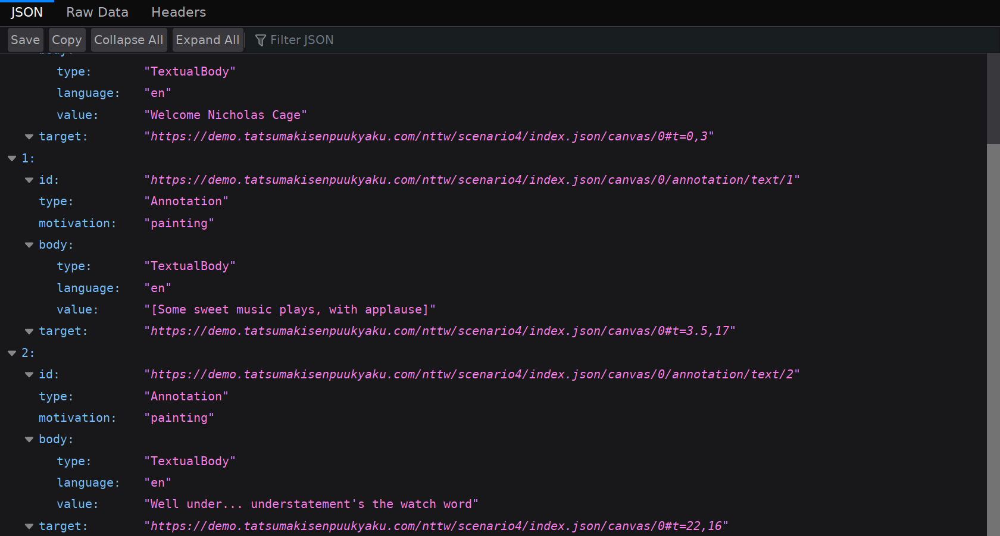 JSON Raw Data Headers
Save Copy Collapse All Expand All Filter JSON
body:
type: "TextualBody"
language: "en"
value: "Welcome Nicholas Cage"
target: "https://demo.tatsumakisenpuukyaku.com/nttw/scenario4/index.json/canvas/0#t=0,3"
1:
id: "https://demo.tatsumakisenpuukyaku.com/nttw/scenario4/index.json/canvas/0/annotation/text/1"
type: "Annotation"
motivation: "painting"
body:
type: "TextualBody"
language: "en"
value: "[Some sweet music plays, with applause]"
target: "https://demo.tatsumakisenpuukyaku.com/nttw/scenario4/index.json/canvas/0#t=3.5,17"
2:
id: "https://demo.tatsumakisenpuukyaku.com/nttw/scenario4/index.json/canvas/0/annotation/text/2"
type: "Annotation"
motivation: "painting"
body:
type: "TextualBody"
language: "en"
value: "Well under... understatement's the watch word"
target: "https://demo.tatsumakisenpuukyaku.com/nttw/scenario4/index.json/canvas/0#t=22,16"